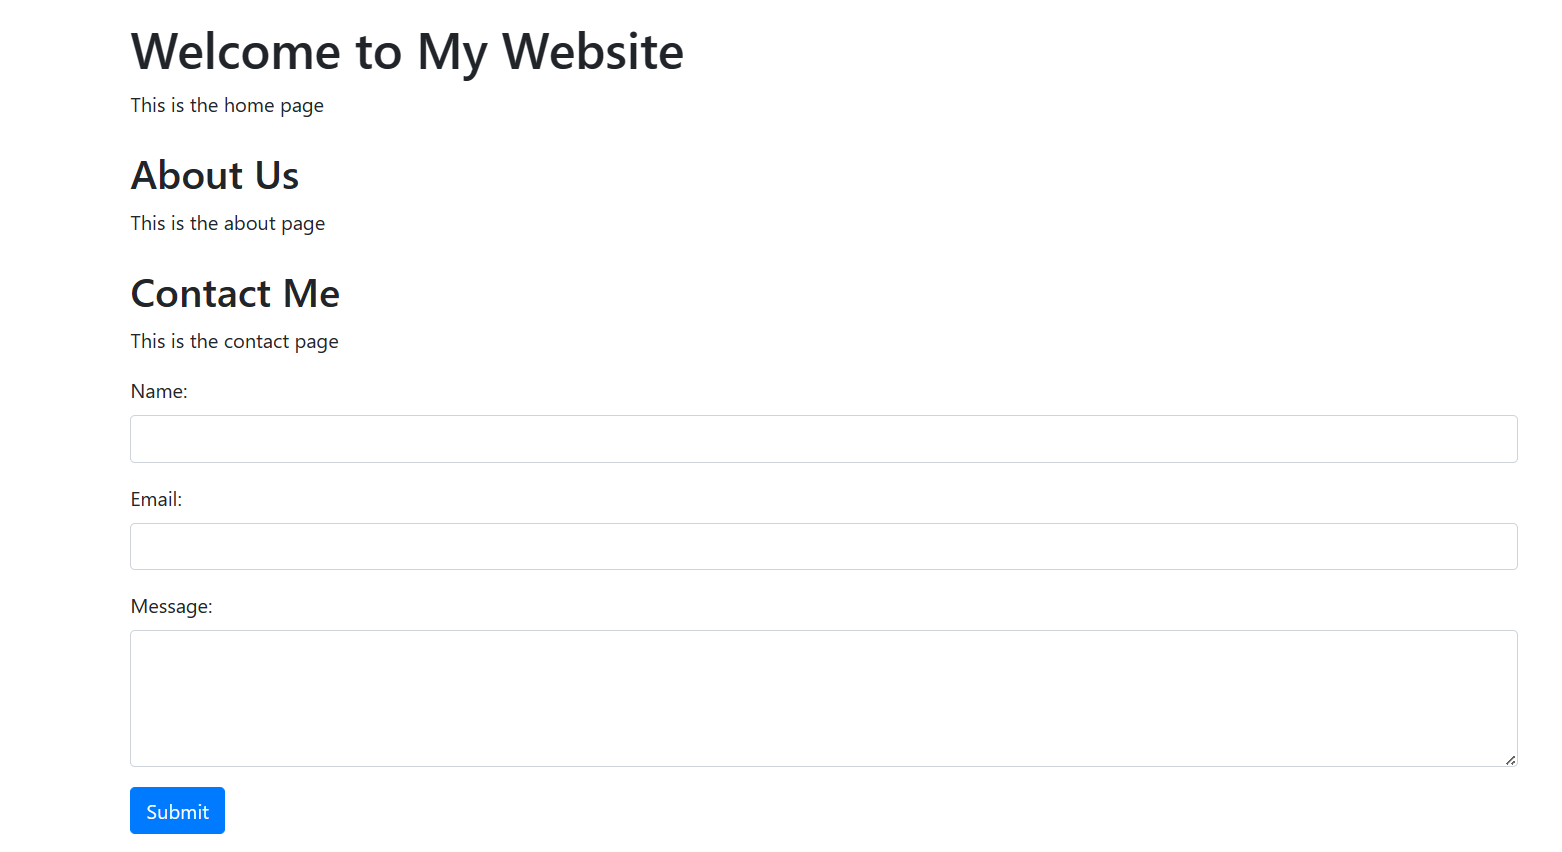 Welcome to My Website
This is the home page
About Us
This is the about page
Contact Me
This is the contact page
Name:
Email:
Message:
Submit